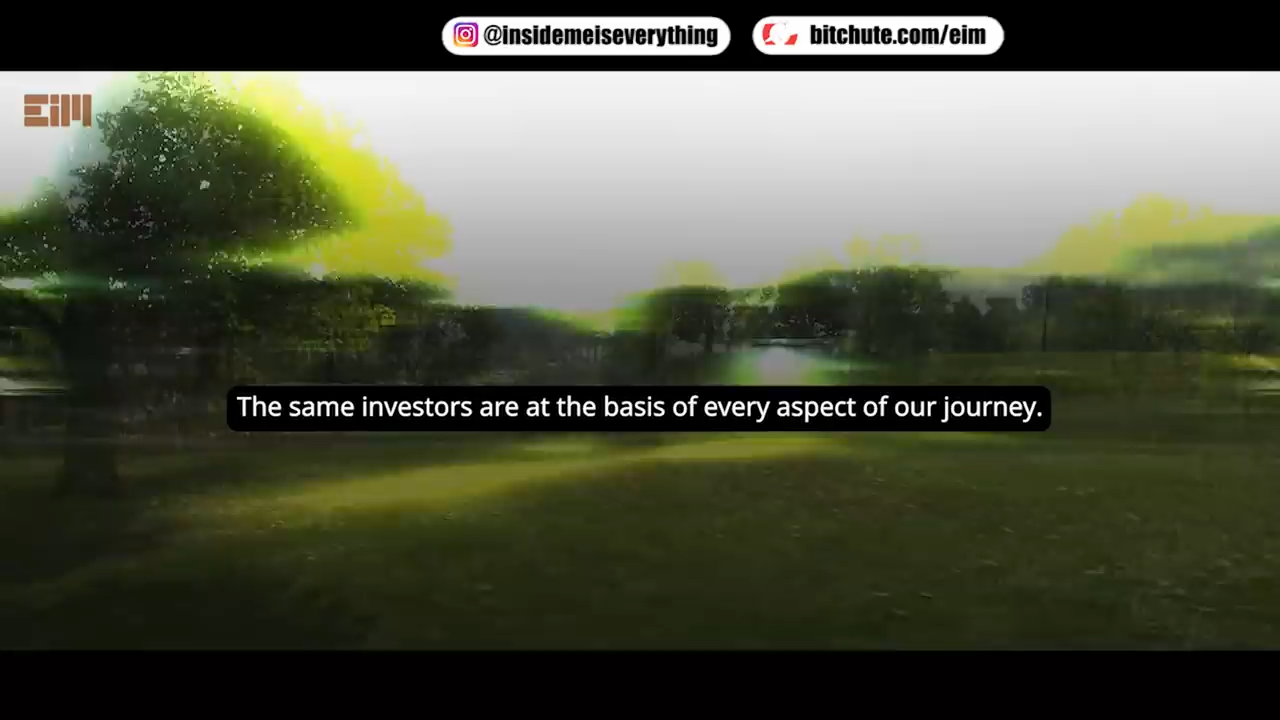 @insidemeiseverything
bitchute.com/eim
EiM
The same investors are at the basis of every aspect of our journey.